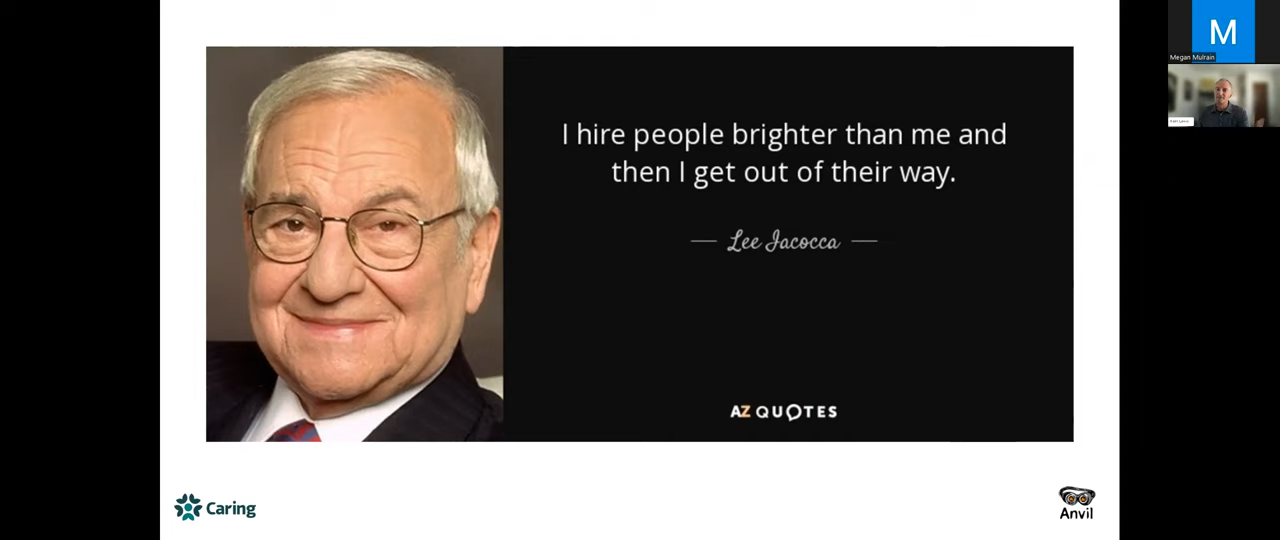 I hire people brighter than me and
then I get out of their way.
Lee Iacocca
AZ QUOTES
Caring
Anvil
M
Megan Mulrain